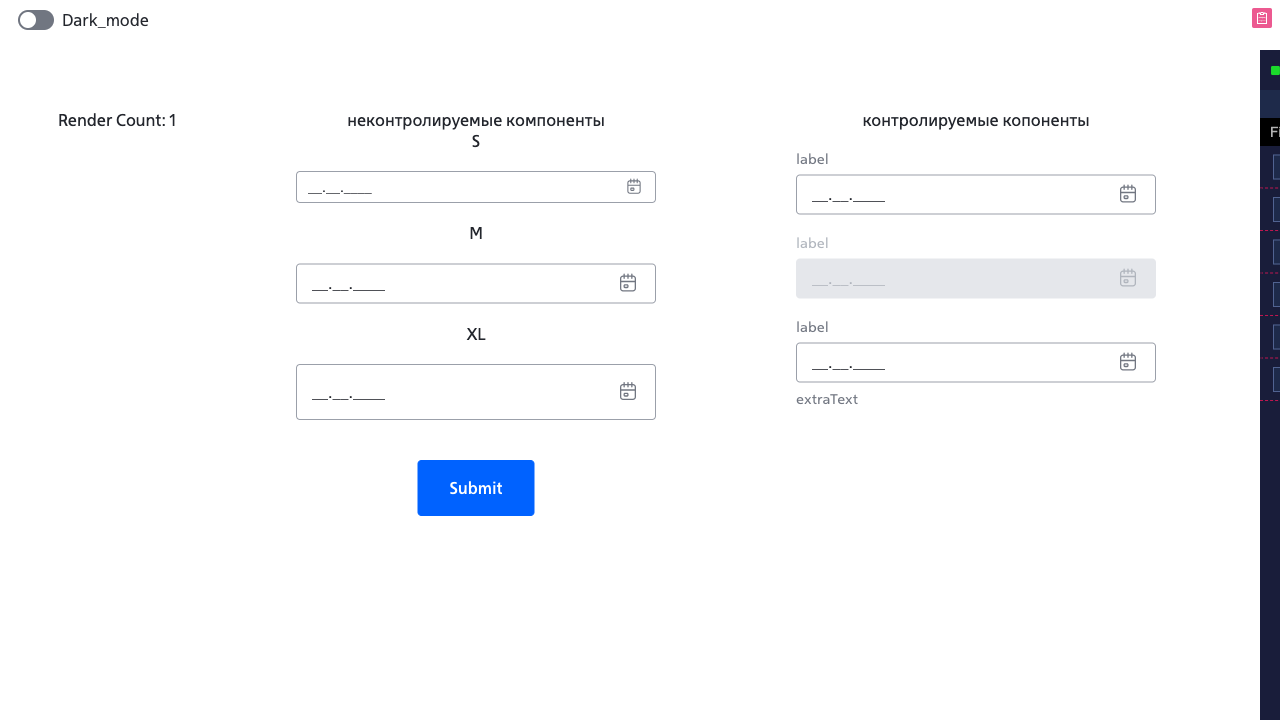 Dark_mode
Render Count: 1
неконтролируемые компоненты
S
__.__.____
M
__.__.____
XL
__.__.____
Submit
контролируемые копоненты
label
__.__.____
label
__.__.____
label
__.__.____
extraText